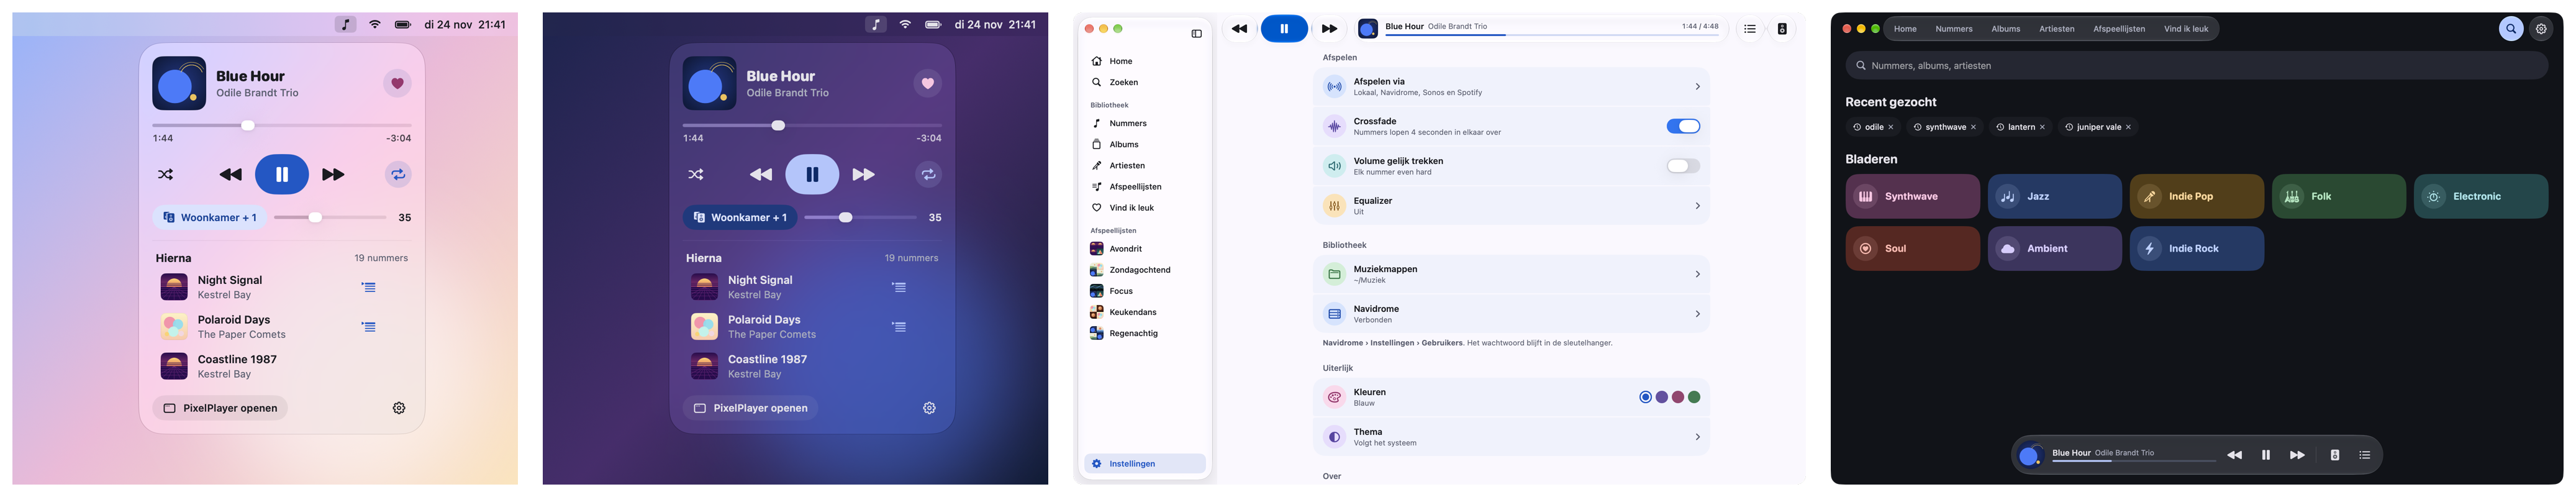 di 24 nov 21:41
Blue Hour
Odile Brandt Trio
1:44
-3:04
Woonkamer + 1
35
Hierna
19 nummers
Night Signal
Kestrel Bay
Polaroid Days
The Paper Comets
Coastline 1987
Kestrel Bay
PixelPlayer openen
di 24 nov 21:41
Blue Hour
Odile Brandt Trio
1:44
-3:04
Woonkamer + 1
35
Hierna
19 nummers
Night Signal
Kestrel Bay
Polaroid Days
The Paper Comets
Coastline 1987
Kestrel Bay
PixelPlayer openen
Home
Zoeken
Bibliotheek
Nummers
Albums
Artiesten
Afspeellijsten
Vind ik leuk
Afspeellijsten
Avondrit
Zondagochtend
Focus
Keukendans
Regenachtig
Instellingen
Blue Hour Odile Brandt Trio
1:44 / 4:48
Afspelen
Afspelen via
Lokaal, Navidrome, Sonos en Spotify
Crossfade
Nummers lopen 4 seconden in elkaar over
Volume gelijk trekken
Elk nummer even hard
Equalizer
Uit
Bibliotheek
Muziekmappen
~/Muziek
Navidrome
Verbonden
Navidrome › Instellingen › Gebruikers. Het wachtwoord blijft in de sleutelhanger.
Uiterlijk
Kleuren
Blauw
Thema
Volgt het systeem
Over
Home Nummers Albums Artiesten Afspeellijsten Vind ik leuk
Nummers, albums, artiesten
Recent gezocht
odile
synthwave
lantern
juniper vale
Bladeren
Synthwave
Jazz
Indie Pop
Folk
Electronic
Soul
Ambient
Indie Rock
Blue Hour Odile Brandt Trio